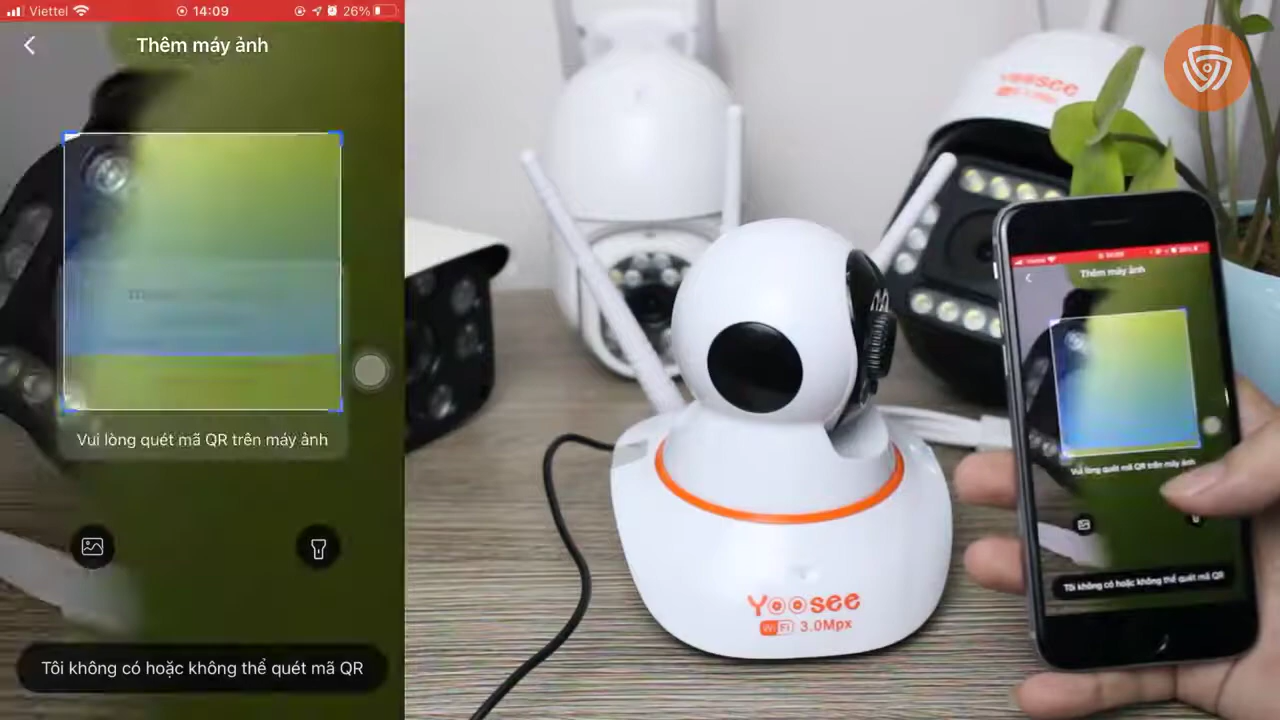 Viettel 14:09 26%
Thêm máy ảnh
Vui lòng quét mã QR trên máy ảnh
Tôi không có hoặc không thể quét mã QR
YOOSEE
Yoosee
WiFi 3.0Mpx
Viettel
Thêm máy ảnh
Vui lòng quét mã QR trên máy ảnh
Tôi không có hoặc không thể quét mã QR